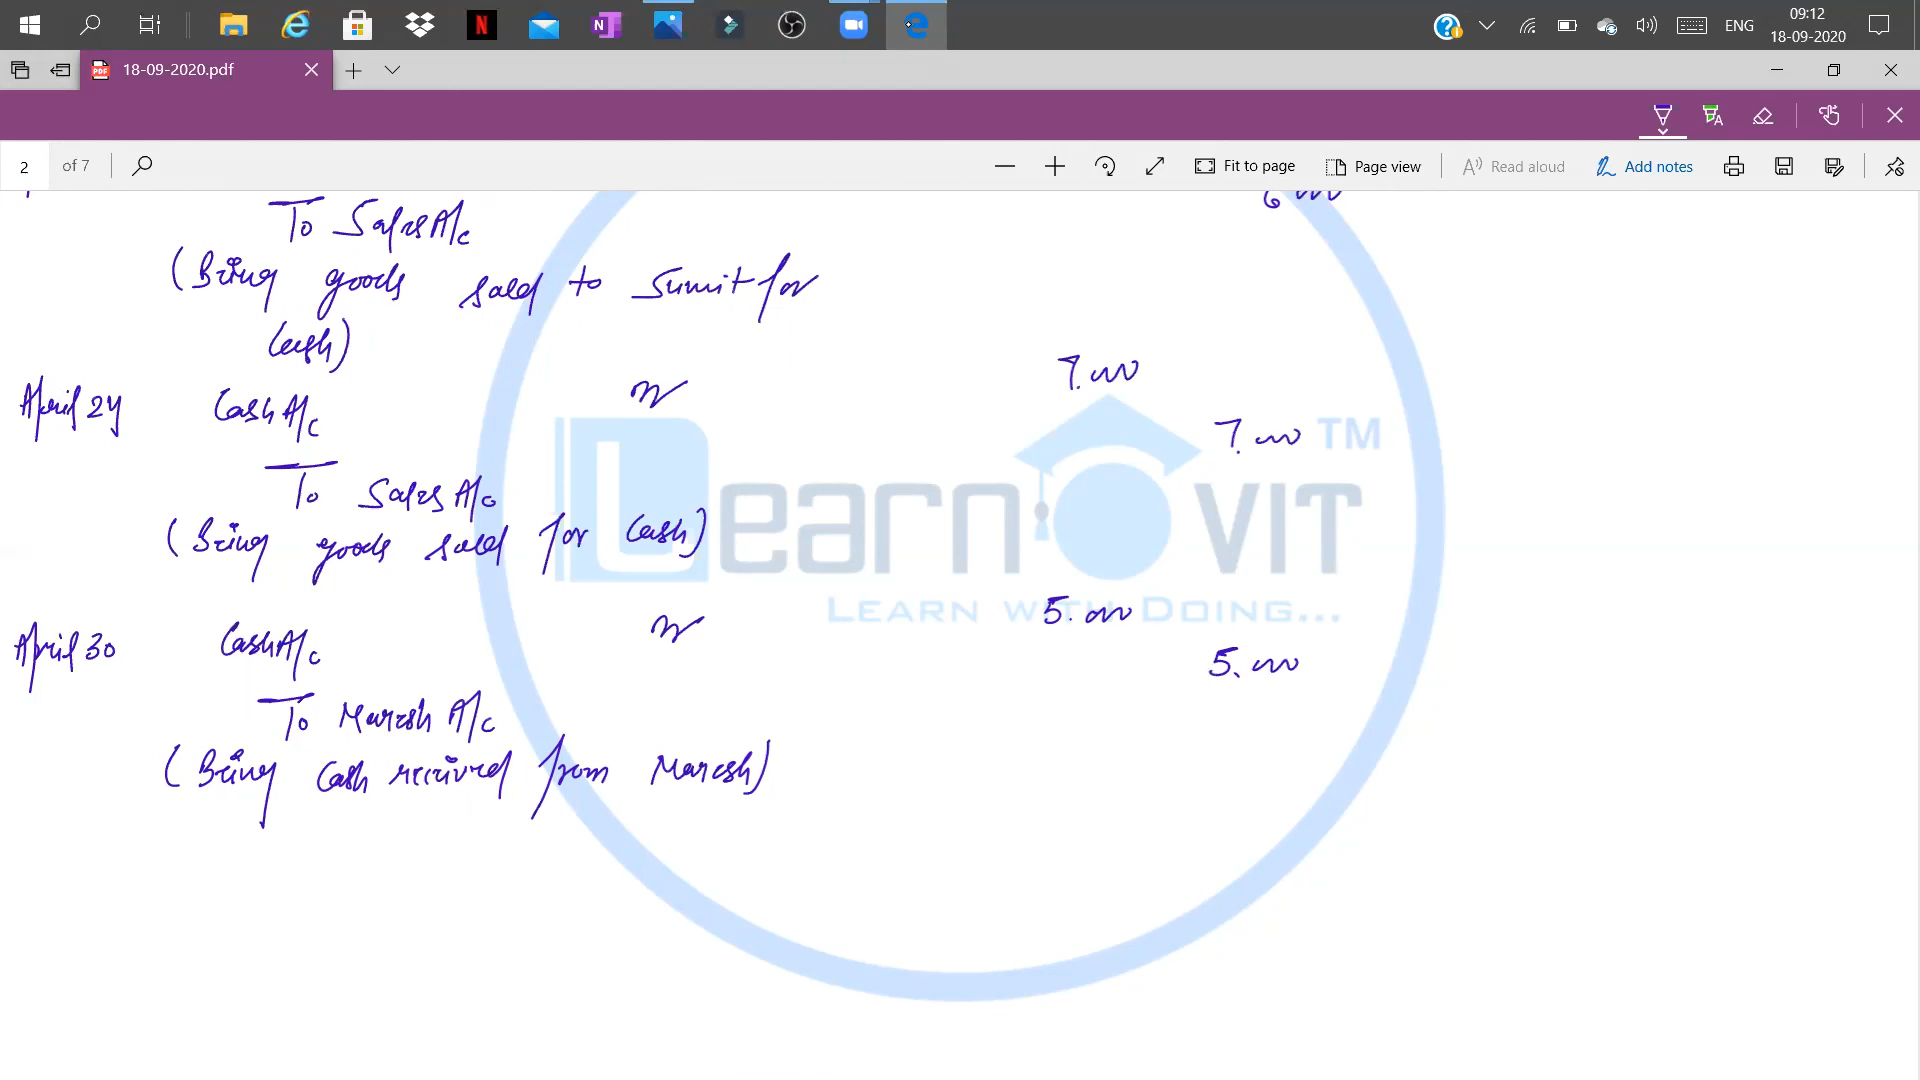 09:12
ENG
18-09-2020
18-09-2020.pdf
2 of 7
Fit to page
Page view
Read aloud
Add notes
6000
To Sales A/c
(Being goods sold to Sumit for
Cash)
7.000
April 24 Cash A/c Dr
7.000
To Sales A/c
(Being goods sold for Cash)
5.000
April 30 Cash A/c Dr
5.000
To Maresh A/c
(Being Cash received from Maresh)
LearnOVIT TM
LEARN WITH DOING...